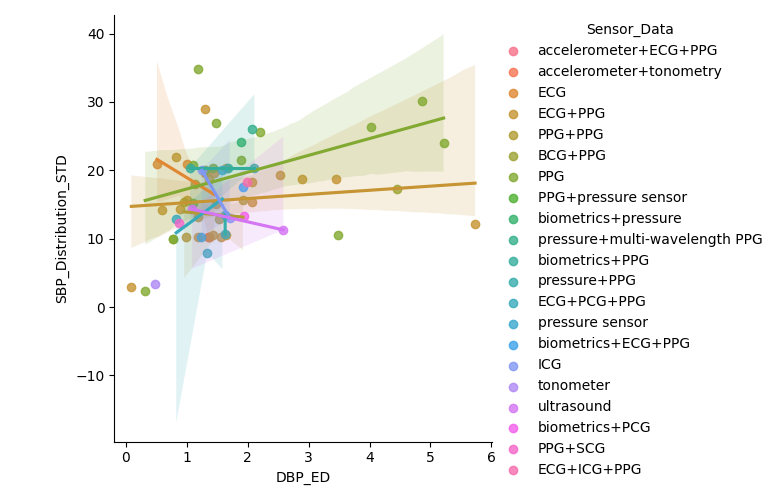 Sensor_Data
accelerometer+ECG+PPG
accelerometer+tonometry
ECG
ECG+PPG
PPG+PPG
BCG+PPG
PPG
PPG+pressure sensor
biometrics+pressure
pressure+multi-wavelength PPG
biometrics+PPG
pressure+PPG
ECG+PCG+PPG
pressure sensor
biometrics+ECG+PPG
ICG
tonometer
ultrasound
biometrics+PCG
PPG+SCG
ECG+ICG+PPG
SBP_Distribution_STD
40
30
20
10
0
−10
0 1 2 3 4 5 6
DBP_ED